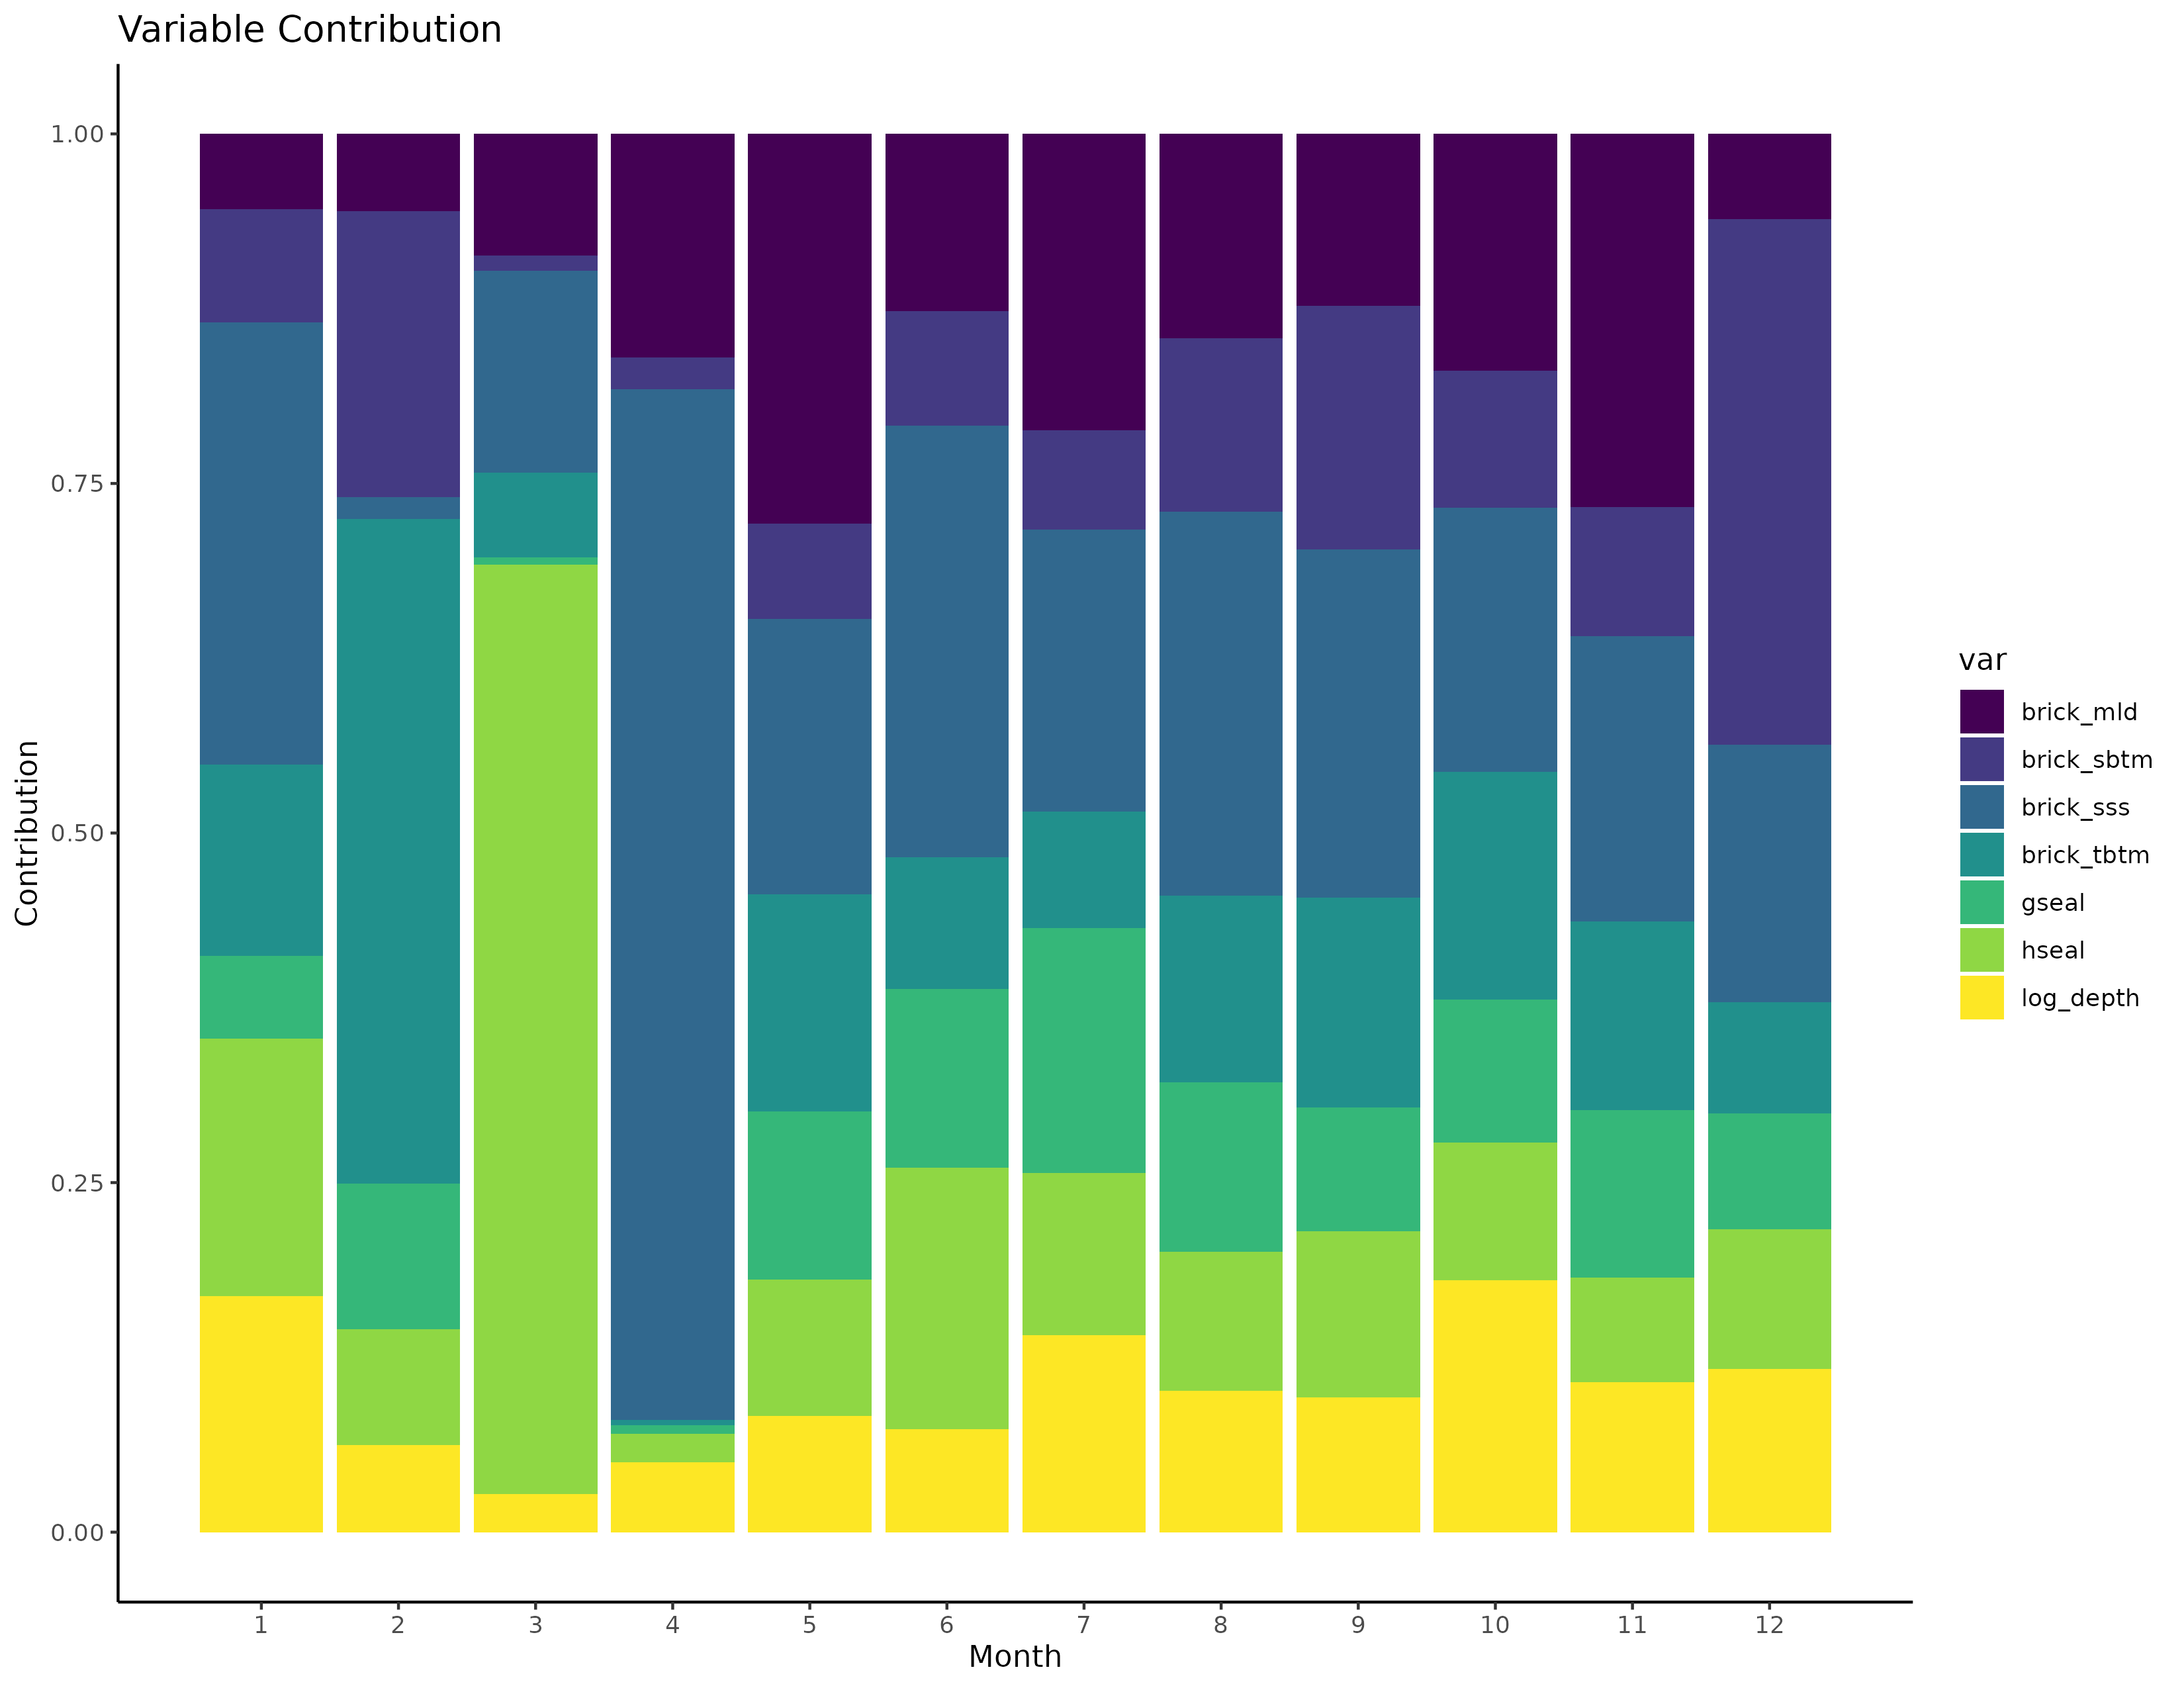 Variable Contribution
1.00
0.75
0.50
0.25
0.00
Contribution
1 2 3 4 5 6 7 8 9 10 11 12
Month
var
brick_mld
brick_sbtm
brick_sss
brick_tbtm
gseal
hseal
log_depth